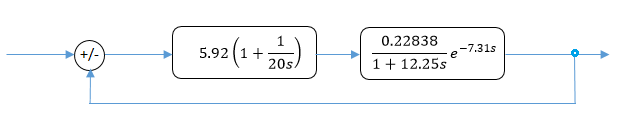 +/-
5.92 (1 + 1/20s)
0.22838/1 + 12.25s e^−7.31s